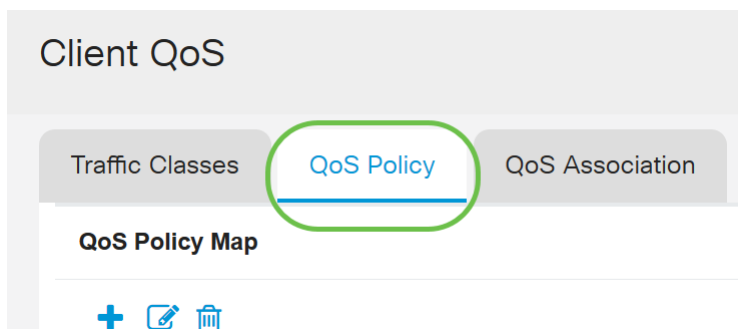 Client QoS
Traffic Classes QoS Policy QoS Association
QoS Policy Map